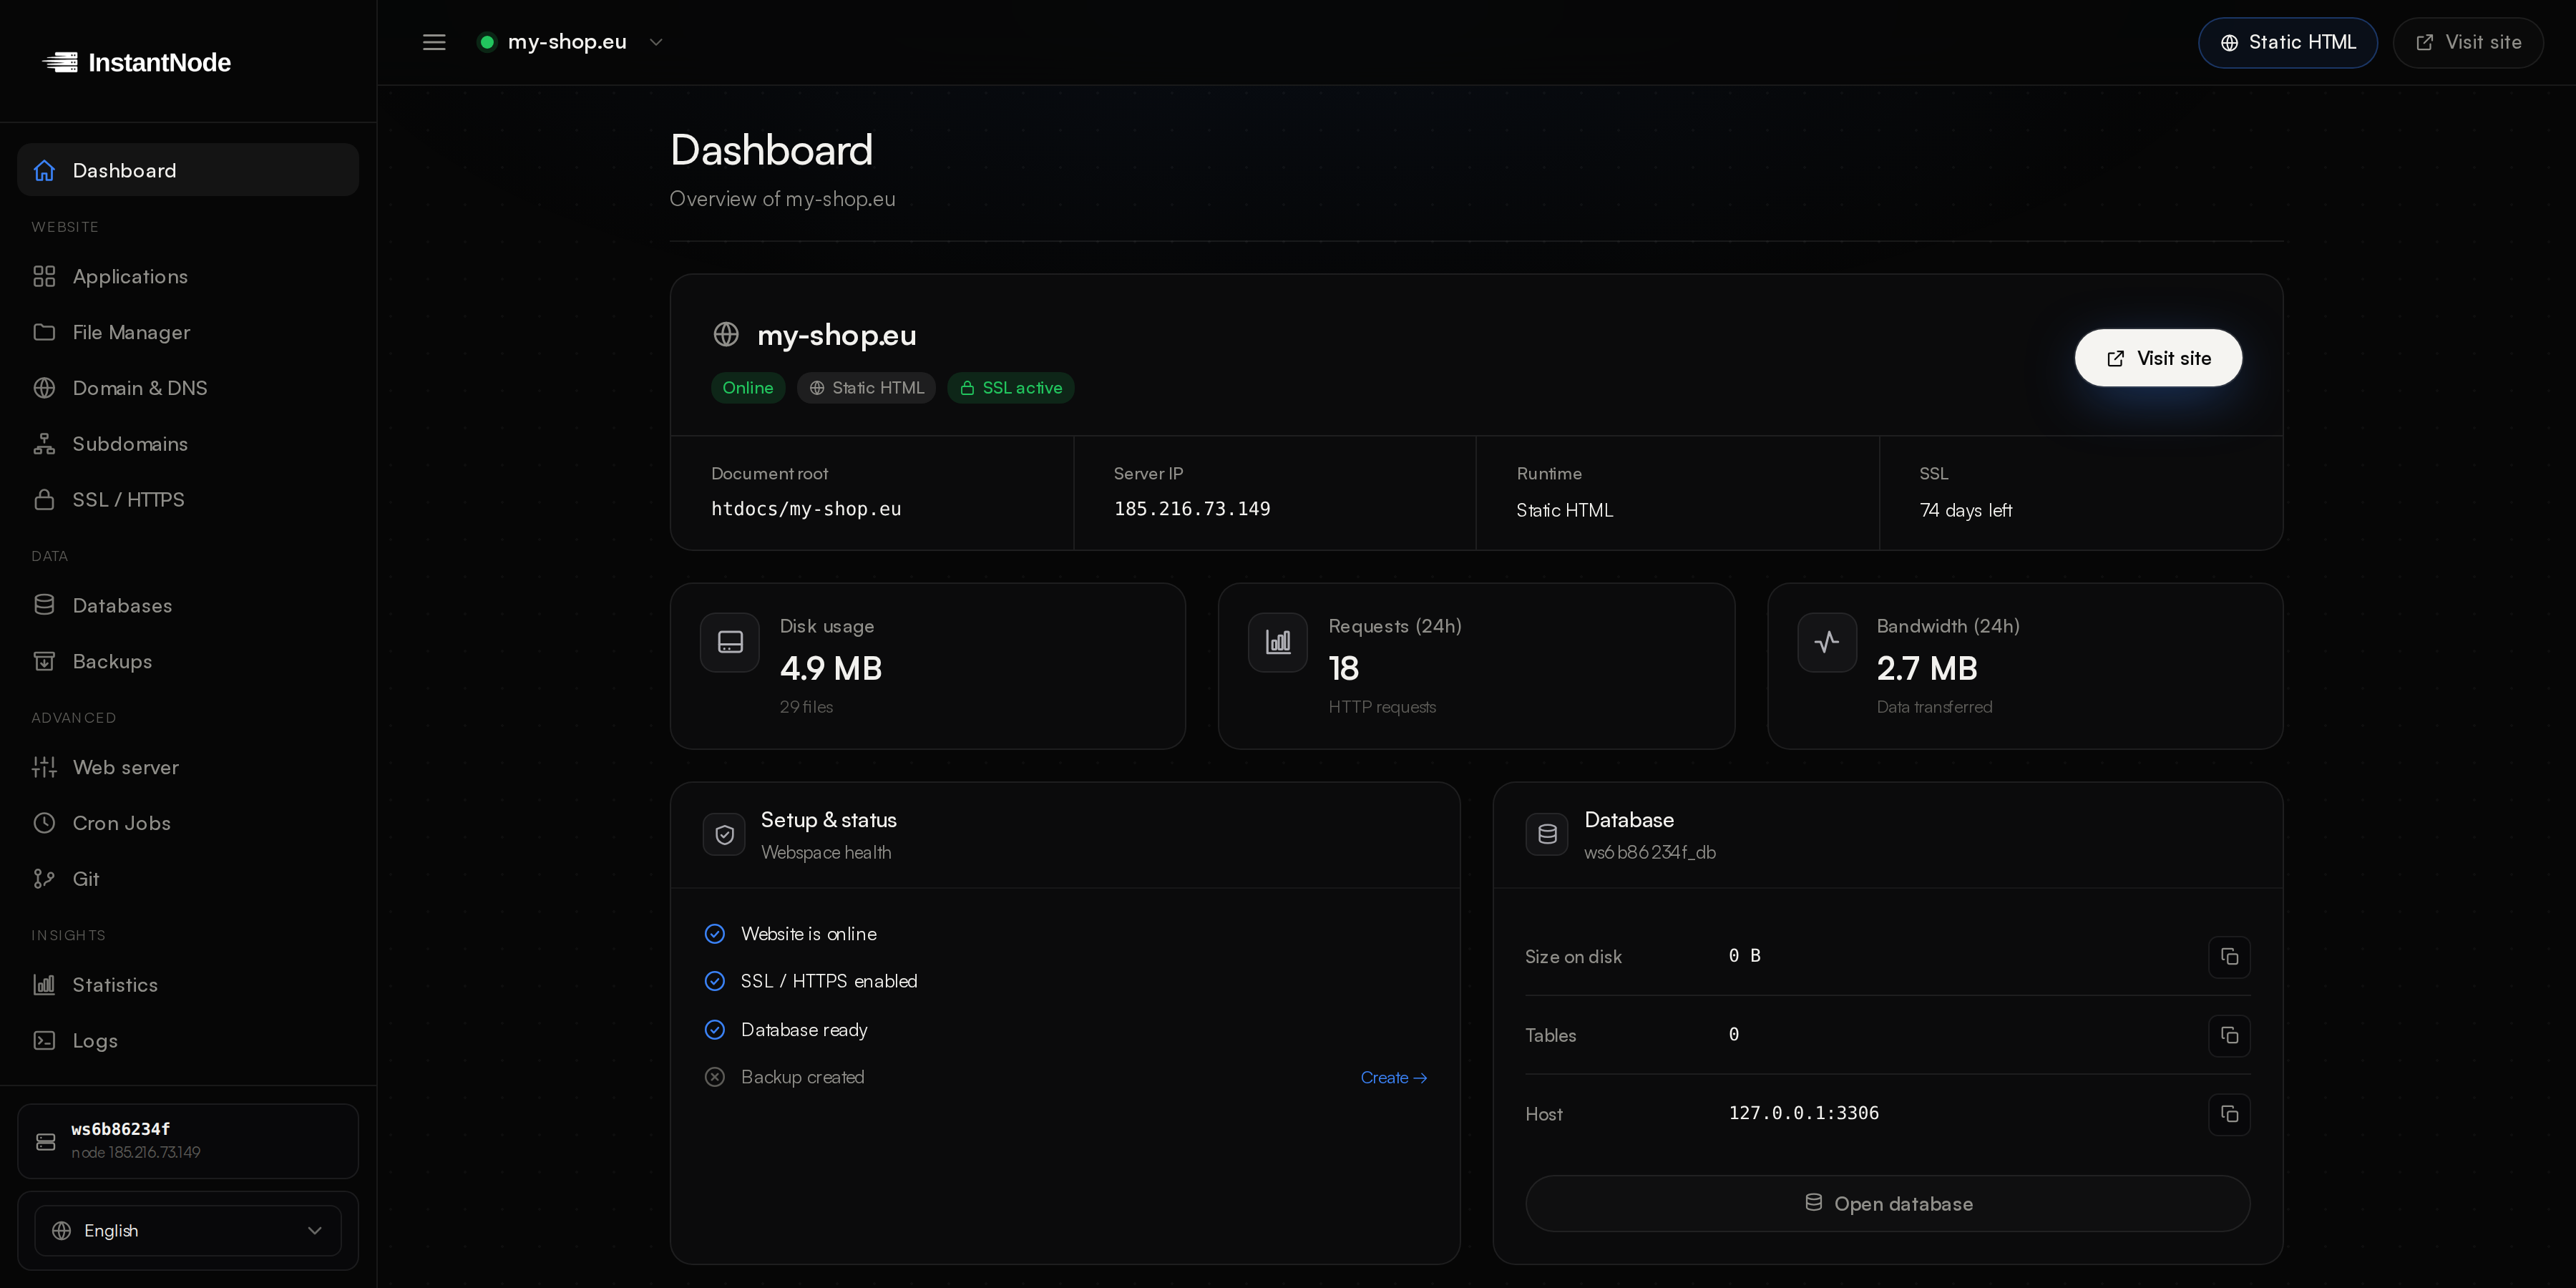 InstantNode
my-shop.eu
Static HTML
Visit site
Dashboard
WEBSITE
Applications
File Manager
Domain & DNS
Subdomains
SSL / HTTPS
DATA
Databases
Backups
ADVANCED
Web server
Cron Jobs
Git
INSIGHTS
Statistics
Logs
ws6b86234f
node 185.216.73.149
English
Dashboard
Overview of my-shop.eu
my-shop.eu
Online
Static HTML
SSL active
Visit site
Document root
htdocs/my-shop.eu
Server IP
185.216.73.149
Runtime
Static HTML
SSL
74 days left
Disk usage
4.9 MB
29 files
Requests (24h)
18
HTTP requests
Bandwidth (24h)
2.7 MB
Data transferred
Setup & status
Webspace health
Website is online
SSL / HTTPS enabled
Database ready
Backup created
Create →
Database
ws6b86234f_db
Size on disk
0 B
Tables
0
Host
127.0.0.1:3306
Open database